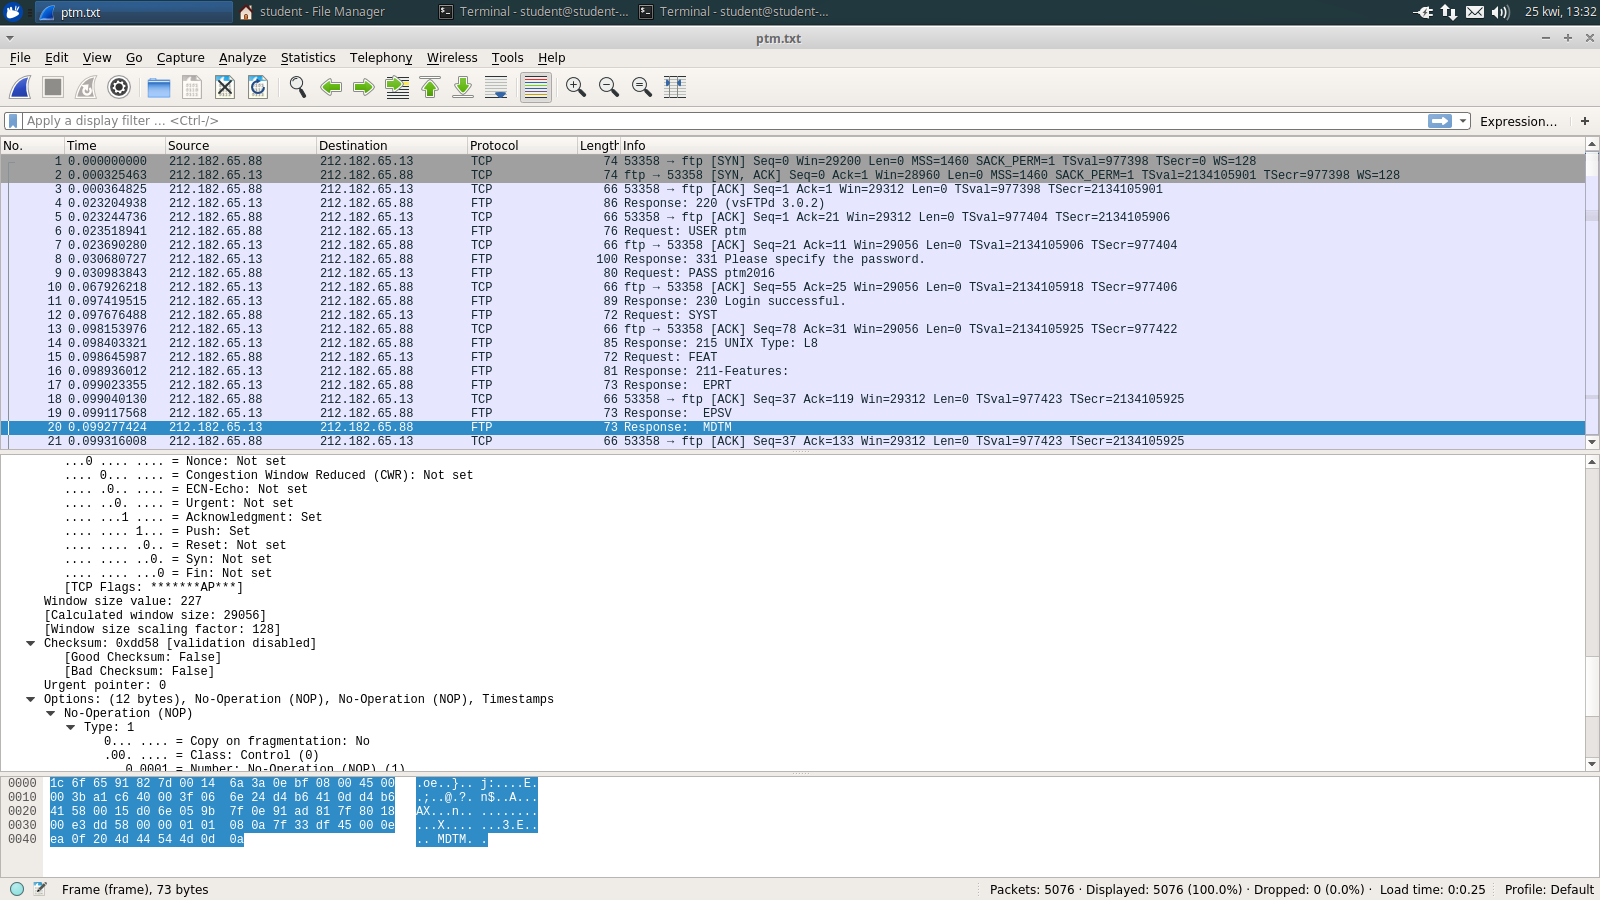 ptm.txt
student - File Manager
Terminal - student@student-...
Terminal - student@student-...
25 kwi, 13:32
ptm.txt
File Edit View Go Capture Analyze Statistics Telephony Wireless Tools Help
Apply a display filter ... <Ctrl-/>
Expression... +
No. Time Source Destination Protocol Length Info
1 0.000000000 212.182.65.88 212.182.65.13 TCP 74 53358 → ftp [SYN] Seq=0 Win=29200 Len=0 MSS=1460 SACK_PERM=1 TSval=977398 TSecr=0 WS=128
2 0.000325463 212.182.65.13 212.182.65.88 TCP 74 ftp → 53358 [SYN, ACK] Seq=0 Ack=1 Win=28960 Len=0 MSS=1460 SACK_PERM=1 TSval=2134105901 TSecr=977398 WS=128
3 0.000364825 212.182.65.88 212.182.65.13 TCP 66 53358 → ftp [ACK] Seq=1 Ack=1 Win=29312 Len=0 TSval=977398 TSecr=2134105901
4 0.023204938 212.182.65.13 212.182.65.88 FTP 86 Response: 220 (vsFTPd 3.0.2)
5 0.023244736 212.182.65.88 212.182.65.13 TCP 66 53358 → ftp [ACK] Seq=1 Ack=21 Win=29312 Len=0 TSval=977404 TSecr=2134105906
6 0.023518941 212.182.65.88 212.182.65.13 FTP 76 Request: USER ptm
7 0.023690280 212.182.65.13 212.182.65.88 TCP 66 ftp → 53358 [ACK] Seq=21 Ack=11 Win=29056 Len=0 TSval=2134105906 TSecr=977404
8 0.030680727 212.182.65.13 212.182.65.88 FTP 100 Response: 331 Please specify the password.
9 0.030983843 212.182.65.88 212.182.65.13 FTP 80 Request: PASS ptm2016
10 0.067926218 212.182.65.13 212.182.65.88 TCP 66 ftp → 53358 [ACK] Seq=55 Ack=25 Win=29056 Len=0 TSval=2134105918 TSecr=977406
11 0.097419515 212.182.65.13 212.182.65.88 FTP 89 Response: 230 Login successful.
12 0.097676488 212.182.65.88 212.182.65.13 FTP 72 Request: SYST
13 0.098153976 212.182.65.13 212.182.65.88 TCP 66 ftp → 53358 [ACK] Seq=78 Ack=31 Win=29056 Len=0 TSval=2134105925 TSecr=977422
14 0.098403321 212.182.65.13 212.182.65.88 FTP 85 Response: 215 UNIX Type: L8
15 0.098645987 212.182.65.88 212.182.65.13 FTP 72 Request: FEAT
16 0.098936012 212.182.65.13 212.182.65.88 FTP 81 Response: 211-Features:
17 0.099023355 212.182.65.13 212.182.65.88 FTP 73 Response:  EPRT
18 0.099040130 212.182.65.88 212.182.65.13 TCP 66 53358 → ftp [ACK] Seq=37 Ack=119 Win=29312 Len=0 TSval=977423 TSecr=2134105925
19 0.099117568 212.182.65.13 212.182.65.88 FTP 73 Response:  EPSV
20 0.099277424 212.182.65.13 212.182.65.88 FTP 73 Response:  MDTM
21 0.099316008 212.182.65.88 212.182.65.13 TCP 66 53358 → ftp [ACK] Seq=37 Ack=133 Win=29312 Len=0 TSval=977423 TSecr=2134105925
...0 .... .... = Nonce: Not set
.... 0... .... = Congestion Window Reduced (CWR): Not set
.... .0.. .... = ECN-Echo: Not set
.... ..0. .... = Urgent: Not set
.... ...1 .... = Acknowledgment: Set
.... .... 1... = Push: Set
.... .... .0.. = Reset: Not set
.... .... ..0. = Syn: Not set
.... .... ...0 = Fin: Not set
[TCP Flags: *******AP***]
Window size value: 227
[Calculated window size: 29056]
[Window size scaling factor: 128]
Checksum: 0xdd58 [validation disabled]
[Good Checksum: False]
[Bad Checksum: False]
Urgent pointer: 0
Options: (12 bytes), No-Operation (NOP), No-Operation (NOP), Timestamps
No-Operation (NOP)
Type: 1
0... .... = Copy on fragmentation: No
.00. .... = Class: Control (0)
...0 0001 = Number: No-Operation (NOP) (1)
0000 1c 6f 65 91 82 7d 00 14 6a 3a 0e bf 08 00 45 00 .oe..}.. j:....E.
0010 00 3b a1 c6 40 00 3f 06 6e 24 d4 b6 41 0d d4 b6 .;..@.?. n$..A...
0020 41 58 00 15 d0 6e 05 9b 7f 0e 91 ad 81 7f 80 18 AX...n.. ........
0030 00 e3 dd 58 00 00 01 01 08 0a 7f 33 df 45 00 0e ...X.... ...3.E..
0040 ea 0f 20 4d 44 54 4d 0d 0a .. MDTM. .
Frame (frame), 73 bytes
Packets: 5076 · Displayed: 5076 (100.0%) · Dropped: 0 (0.0%) · Load time: 0:0.25
Profile: Default